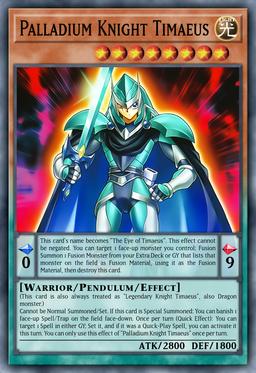 Palladium Knight Timaeus
LIGHT
光
This card's name becomes "The Eye of Timaeus". This effect cannot
be negated. You can target 1 face-up monster you control; Fusion
Summon 1 Fusion Monster from your Extra Deck or GY that lists that
monster on the field as Fusion Material, using it as the Fusion
Material, then destroy this card.
0
9
[Warrior/Pendulum/Effect]
(This card is also always treated as "Legendary Knight Timaeus", also Dragon
monster.)
Cannot be Normal Summoned/Set. If this card is Special Summoned: You can banish 1
face-up Spell/Trap on the field face-down. Once per turn (Quick Effect): You can
target 1 Spell in either GY; Set it, and if it was a Quick-Play Spell, you can activate it
this turn. You can only use this effect of "Palladium Knight Timaeus" once per turn.
ATK/2800 DEF/1800